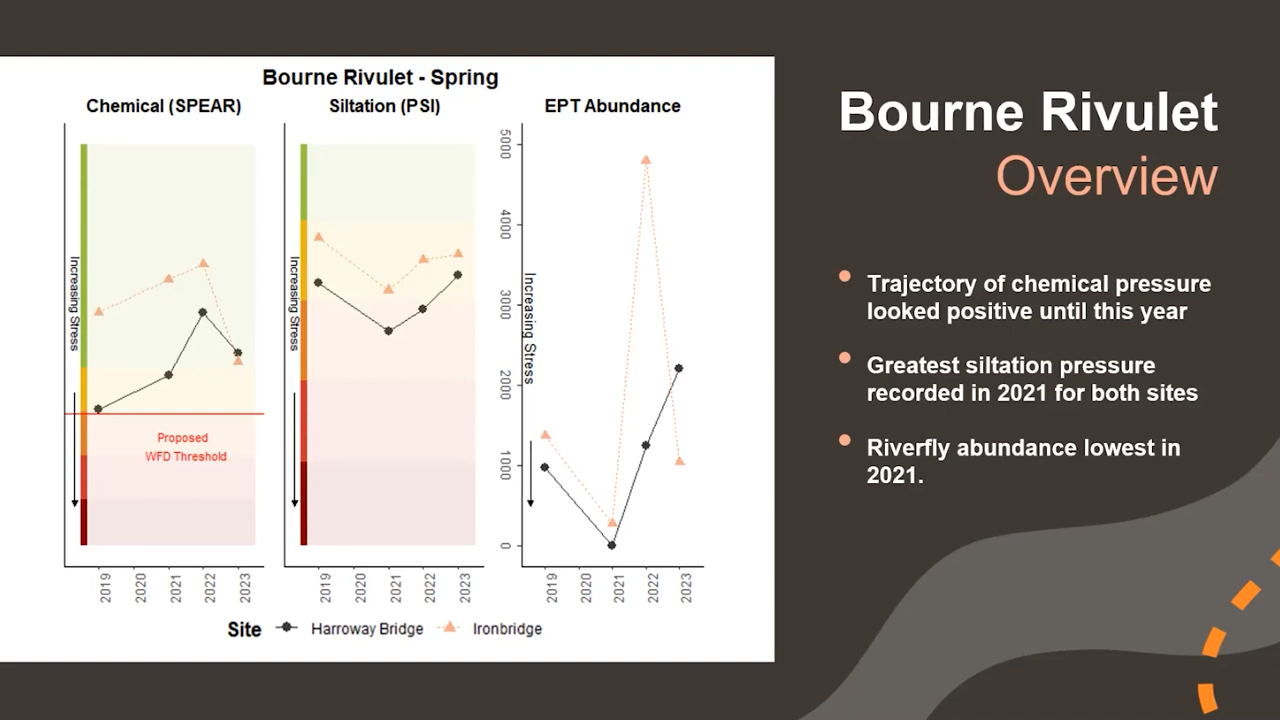 Bourne Rivulet - Spring
Chemical (SPEAR)
Siltation (PSI)
EPT Abundance
Increasing Stress
Proposed
WFD Threshold
2019
2020
2021
2022
2023
Increasing Stress
2019
2020
2021
2022
2023
5000
4000
3000
2000
1000
0
Increasing Stress
2019
2020
2021
2022
2023
Site Harroway Bridge Ironbridge
Bourne Rivulet
Overview
Trajectory of chemical pressure
looked positive until this year
Greatest siltation pressure
recorded in 2021 for both sites
Riverfly abundance lowest in
2021.